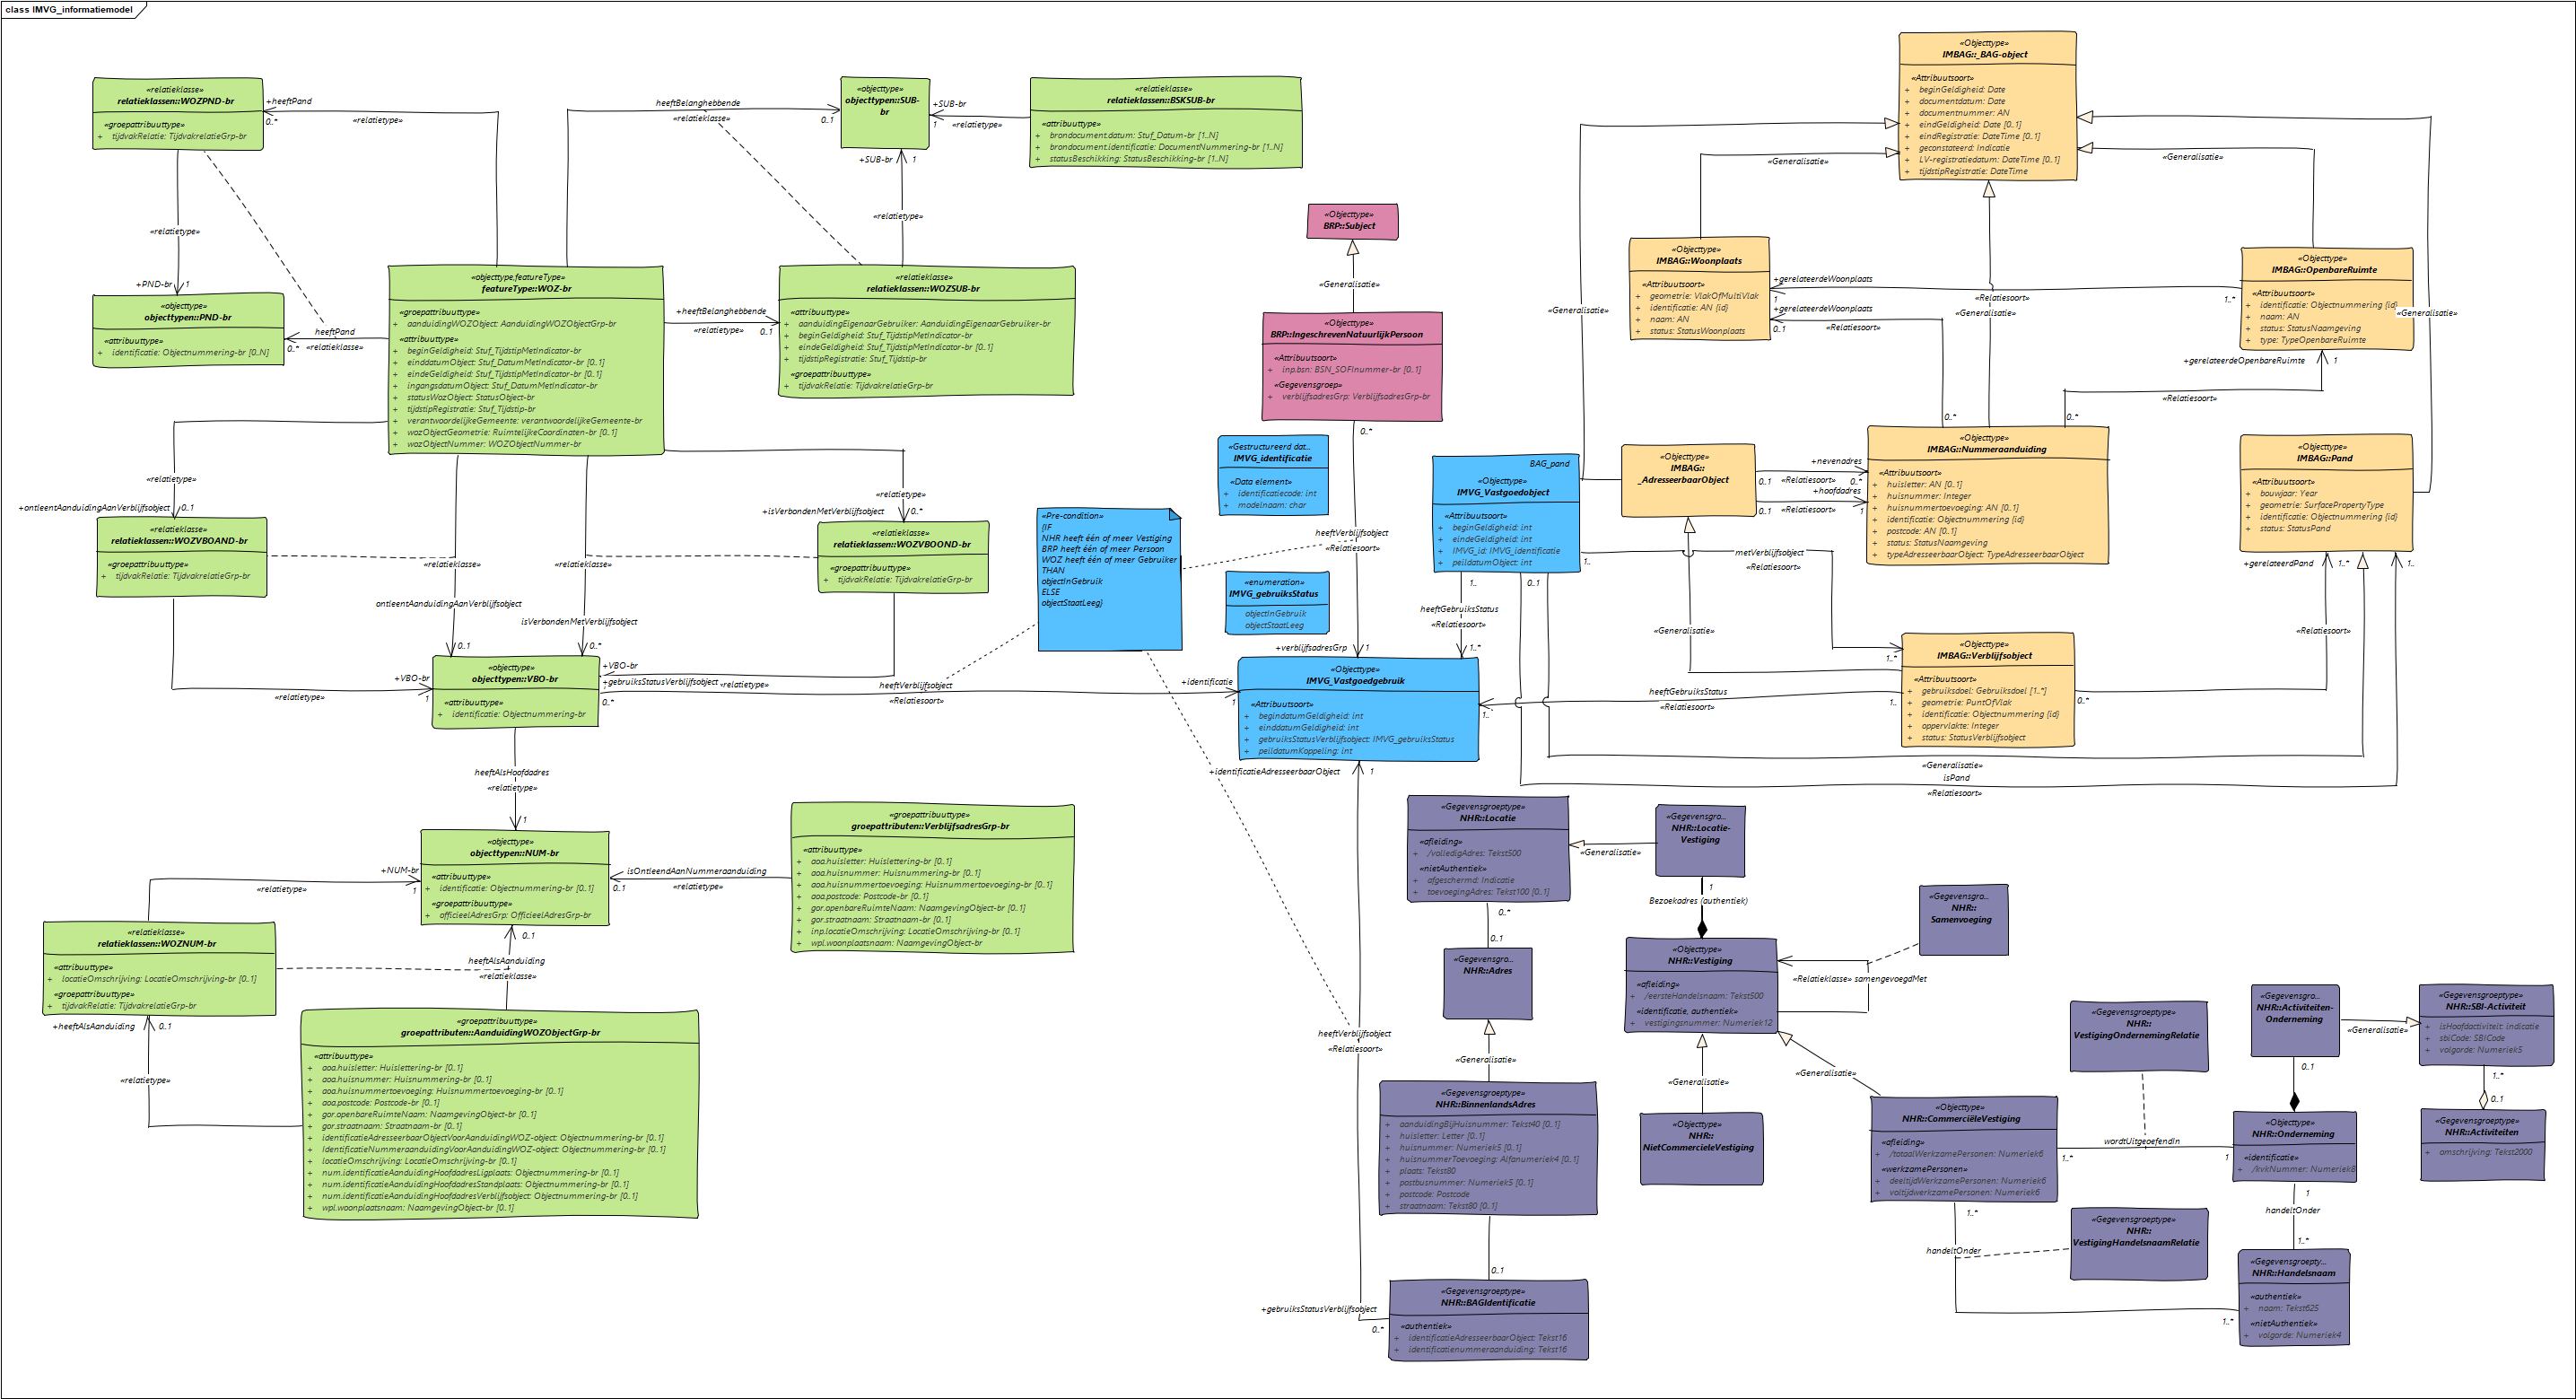 class IMVG_informatiemodel
«relatieklasse»
relatieklassen::WOZPND-br
«groepattribuuttype»
+ tijdvakRelatie: TijdvakrelatieGrp-br
+heeftPand
0..*
«relatietype»
«relatietype»
+PND-br
1
«objecttype»
objecttypen::PND-br
«attribuuttype»
+ identificatie: Objectnummering-br [0..N]
heeftPand
0..*
«relatieklasse»
heeftBelanghebbende
«relatieklasse»
0..1
«objecttype»
objecttypen::SUB-
br
+SUB-br
1
«relatietype»
«relatieklasse»
relatieklassen::BSKSUB-br
«attribuuttype»
+ brondocument.datum: Stuf_Datum-br [1..N]
+ brondocument.identificatie: DocumentNummering-br [1..N]
+ statusBeschikking: StatusBeschikking-br [1..N]
+SUB-br
1
«relatietype»
«objecttype,featureType»
featureType::WOZ-br
«groepattribuuttype»
+ aanduidingWOZObject: AanduidingWOZObjectGrp-br
«attribuuttype»
+ beginGeldigheid: Stuf_TijdstipMetIndicator-br
+ einddatumObject: Stuf_DatumMetIndicator-br [0..1]
+ eindeGeldigheid: Stuf_TijdstipMetIndicator-br [0..1]
+ ingangsdatumObject: Stuf_DatumMetIndicator-br
+ statusWozObject: StatusObject-br
+ tijdstipRegistratie: Stuf_Tijdstip-br
+ verantwoordelijkeGemeente: verantwoordelijkeGemeente-br
+ wozObjectGeometrie: RuimtelijkeCoordinaten-br [0..1]
+ wozObjectNummer: WOZObjectNummer-br
+heeftBelanghebbende
«relatietype»
0..1
«relatieklasse»
relatieklassen::WOZSUB-br
«attribuuttype»
+ aanduidingEigenaarGebruiker: AanduidingEigenaarGebruiker-br
+ beginGeldigheid: Stuf_TijdstipMetIndicator-br
+ eindeGeldigheid: Stuf_TijdstipMetIndicator-br [0..1]
+ tijdstipRegistratie: Stuf_Tijdstip-br
«groepattribuuttype»
+ tijdvakRelatie: TijdvakrelatieGrp-br
«relatietype»
+ontleentAanduidingAanVerblijfsobject
0..1
«relatieklasse»
relatieklassen::WOZVBOAND-br
«groepattribuuttype»
+ tijdvakRelatie: TijdvakrelatieGrp-br
«relatieklasse»
ontleentAanduidingAanVerblijfsobject
0..1
«relatieklasse»
isVerbondenMetVerblijfsobject
0..*
«relatietype»
+isVerbondenMetVerblijfsobject
0..*
«relatieklasse»
relatieklassen::WOZVBOOND-br
«groepattribuuttype»
+ tijdvakRelatie: TijdvakrelatieGrp-br
+VBO-br
1
«relatietype»
«objecttype»
objecttypen::VBO-br
«attribuuttype»
+ identificatie: Objectnummering-br
+VBO-br
+gebruiksStatusVerblijfsobject
«relatietype»
0..*
heeftVerblijfsobject
«Relatiesoort»
+identificatie
1
heeftAlsHoofdadres
«relatietype»
1
«objecttype»
objecttypen::NUM-br
«attribuuttype»
+ identificatie: Objectnummering-br [0..1]
«groepattribuuttype»
+ officieelAdresGrp: OfficieelAdresGrp-br
+NUM-br
1
«relatietype»
isOntleendAanNummeraanduiding
0..1
«relatietype»
«groepattribuuttype»
groepattributen::VerblijfsadresGrp-br
«attribuuttype»
+ aoa.huisletter: Huislettering-br [0..1]
+ aoa.huisnummer: Huisnummering-br [0..1]
+ aoa.huisnummertoevoeging: Huisnummertoevoeging-br [0..1]
+ aoa.postcode: Postcode-br [0..1]
+ gor.openbareRuimteNaam: NaamgevingObject-br [0..1]
+ gor.straatnaam: Straatnaam-br [0..1]
+ inp.locatieOmschrijving: LocatieOmschrijving-br [0..1]
+ wpl.woonplaatsnaam: NaamgevingObject-br
«relatieklasse»
relatieklassen::WOZNUM-br
«attribuuttype»
+ locatieOmschrijving: LocatieOmschrijving-br [0..1]
«groepattribuuttype»
+ tijdvakRelatie: TijdvakrelatieGrp-br
0..1
heeftAlsAanduiding
«relatieklasse»
+heeftAlsAanduiding
0..1
«relatietype»
«groepattribuuttype»
groepattributen::AanduidingWOZObjectGrp-br
«attribuuttype»
+ aoa.huisletter: Huislettering-br [0..1]
+ aoa.huisnummer: Huisnummering-br [0..1]
+ aoa.huisnummertoevoeging: Huisnummertoevoeging-br [0..1]
+ aoa.postcode: Postcode-br [0..1]
+ gor.openbareRuimteNaam: NaamgevingObject-br [0..1]
+ gor.straatnaam: Straatnaam-br [0..1]
+ identificatieAdresseerbaarObjectVoorAanduidingWOZ-object: Objectnummering-br [0..1]
+ IdentificatieNummeraanduidingVoorAanduidingWOZ-object: Objectnummering-br [0..1]
+ locatieOmschrijving: LocatieOmschrijving-br [0..1]
+ num.identificatieAanduidingHoofdadresLigplaats: Objectnummering-br [0..1]
+ num.identificatieAanduidingHoofdadresStandplaats: Objectnummering-br [0..1]
+ num.identificatieAanduidingHoofdadresVerblijfsobject: Objectnummering-br [0..1]
+ wpl.woonplaatsnaam: NaamgevingObject-br [0..1]
«Objecttype»
BRP::Subject
«Generalisatie»
«Objecttype»
BRP::IngeschrevenNatuurlijkPersoon
«Attribuutsoort»
+ inp.bsn: BSN_SOFInummer-br [0..1]
«Gegevensgroep»
+ verblijfsadresGrp: VerblijfsadresGrp-br
0..*
«Gestructureerd dat...
IMVG_identificatie
«Data element»
+ identificatiecode: int
+ modelnaam: char
«Pre-condition»
{IF
NHR heeft één of meer Vestiging
BRP heeft één of meer Persoon
WOZ heeft één of meer Gebruiker
THAN
objectInGebruik
ELSE
objectStaatLeeg}
heeftVerblijfsobject
«Relatiesoort»
«enumeration»
IMVG_gebruiksStatus
objectInGebruik
objectStaatLeeg
+verblijfsadresGrp
1
BAG_pand
«Objecttype»
IMVG_Vastgoedobject
«Attribuutsoort»
+ beginGeldigheid: int
+ eindeGeldigheid: int
+ IMVG_id: IMVG_identificatie
+ peildatumObject: int
1..
heeftGebruiksStatus
«Relatiesoort»
1..*
0..1
1..
«Objecttype»
IMVG_Vastgoedgebruik
«Attribuutsoort»
+ begindatumGeldigheid: int
+ einddatumGeldigheid: int
+ gebruiksStatusVerblijfsobject: IMVG_gebruiksStatus
+ peildatumKoppeling: int
+identificatieAdresseerbaarObject
1
«Objecttype»
IMBAG::_BAG-object
«Attribuutsoort»
+ beginGeldigheid: Date
+ documentdatum: Date
+ documentnummer: AN
+ eindGeldigheid: Date [0..1]
+ eindRegistratie: DateTime [0..1]
+ geconstateerd: Indicatie
+ LV-registratiedatum: DateTime [0..1]
+ tijdstipRegistratie: DateTime
«Generalisatie»
«Generalisatie»
«Generalisatie»
«Generalisatie»
«Objecttype»
IMBAG::Woonplaats
«Attribuutsoort»
+ geometrie: VlakOfMultiVlak
+ identificatie: AN {id}
+ naam: AN
+ status: StatusWoonplaats
+gerelateerdeWoonplaats
1
+gerelateerdeWoonplaats
0..1
«Relatiesoort»
«Relatiesoort»
«Generalisatie»
1..*
«Objecttype»
IMBAG::OpenbareRuimte
«Attribuutsoort»
+ identificatie: Objectnummering {id}
+ naam: AN
+ status: StatusNaamgeving
+ type: TypeOpenbareRuimte
+gerelateerdeOpenbareRuimte
1
«Relatiesoort»
0..*
0..*
«Objecttype»
IMBAG::
_AdresseerbaarObject
+nevenadres
0..1
«Relatiesoort»
0..*
+hoofdadres
0..1
«Relatiesoort»
1
«Objecttype»
IMBAG::Nummeraanduiding
«Attribuutsoort»
+ huisletter: AN [0..1]
+ huisnummer: Integer
+ huisnummertoevoeging: AN [0..1]
+ identificatie: Objectnummering {id}
+ postcode: AN [0..1]
+ status: StatusNaamgeving
+ typeAdresseerbaarObject: TypeAdresseerbaarObject
«Objecttype»
IMBAG::Pand
«Attribuutsoort»
+ bouwjaar: Year
+ geometrie: SurfacePropertyType
+ identificatie: Objectnummering {id}
+ status: StatusPand
+gerelateerdPand
1..*
1..
metVerblijfsobject
«Relatiesoort»
«Generalisatie»
1..*
«Relatiesoort»
«Objecttype»
IMBAG::Verblijfsobject
«Attribuutsoort»
+ gebruiksdoel: Gebruiksdoel [1..*]
+ geometrie: PuntOfVlak
+ identificatie: Objectnummering {id}
+ oppervlakte: Integer
+ status: StatusVerblijfsobject
0..*
heeftGebruiksStatus
«Relatiesoort»
1..
1..
«Generalisatie»
isPand
«Relatiesoort»
«Gegevensgroeptype»
NHR::Locatie
«afleiding»
+ /volledigAdres: Tekst500
«nietAuthentiek»
+ afgeschermd: Indicatie
+ toevoegingAdres: Tekst100 [0..1]
«Generalisatie»
«Gegevensgro...
NHR::Locatie-
Vestiging
1
Bezoekadres (authentiek)
0..*
0..1
«Gegevensgro...
NHR::Adres
«Generalisatie»
«Objecttype»
NHR::Vestiging
«afleiding»
+ /eersteHandelsnaam: Tekst500
«identificatie, authentiek»
+ vestigingsnummer: Numeriek12
«Relatieklasse» samengevoegdMet
«Gegevensgro...
NHR::
Samenvoeging
heeftVerblijfsobject
«Relatiesoort»
«Gegevensgroeptype»
NHR::BinnenlandsAdres
+ aanduidingBijHuisnummer: Tekst40 [0..1]
+ huisletter: Letter [0..1]
+ huisnummer: Numeriek5 [0..1]
+ huisnummerToevoeging: Alfanumeriek4 [0..1]
+ plaats: Tekst80
+ postbusnummer: Numeriek5 [0..1]
+ postcode: Postcode
+ straatnaam: Tekst80 [0..1]
0..1
«Gegevensgroeptype»
NHR::BAGIdentificatie
«authentiek»
+ identificatieAdresseerbaarObject: Tekst16
+ identificatienummeraanduiding: Tekst16
+gebruiksStatusVerblijfsobject
0..*
«Generalisatie»
«Objecttype»
NHR::
NietCommercieleVestiging
«Generalisatie»
«Objecttype»
NHR::CommerciëleVestiging
«afleiding»
+ /totaalWerkzamePersonen: Numeriek6
«werkzamePersonen»
+ deeltijdWerkzamePersonen: Numeriek6
+ voltijdwerkzamePersonen: Numeriek6
«Gegevensgroeptype»
NHR::
VestigingOndernemingRelatie
wordtUitgeoefendIn
1..*
1
«Gegevensgro...
NHR::Activiteiten-
Onderneming
0..1
«Generalisatie»
«Gegevensgroeptype»
NHR::SBI-Activiteit
+ isHoofdactiviteit: indicatie
+ sbiCode: SBICode
+ volgorde: Numeriek5
1..*
0..1
«Gegevensgroeptype»
NHR::Activiteiten
+ omschrijving: Tekst2000
«Objecttype»
NHR::Onderneming
«identificatie»
+ /kvkNummer: Numeriek8
1
handeltOnder
1..*
1..*
handeltOnder
«Gegevensgroeptype»
NHR::
VestigingHandelsnaamRelatie
«Gegevensgroepty...
NHR::Handelsnaam
«authentiek»
+ naam: Tekst625
«nietAuthentiek»
+ volgorde: Numeriek4
1..*